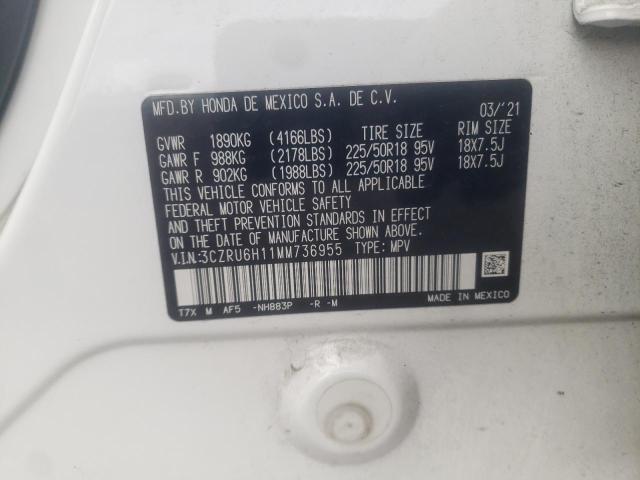 MFD.BY HONDA DE MEXICO S.A. DE C.V. 03/'21
GVWR 1890KG (4166LBS) TIRE SIZE RIM SIZE
GAWR F 988KG (2178LBS) 225/50R18 95V 18X7.5J
GAWR R 902KG (1988LBS) 225/50R18 95V 18X7.5J
THIS VEHICLE CONFORMS TO ALL APPLICABLE
FEDERAL MOTOR VEHICLE SAFETY
AND THEFT PREVENTION STANDARDS IN EFFECT
ON THE DATE OF MANUFACTURE SHOWN ABOVE.
V.I.N.:3CZRU6H11MM736955 TYPE: MPV
T7X M AF5 -NH883P -R -M
MADE IN MEXICO